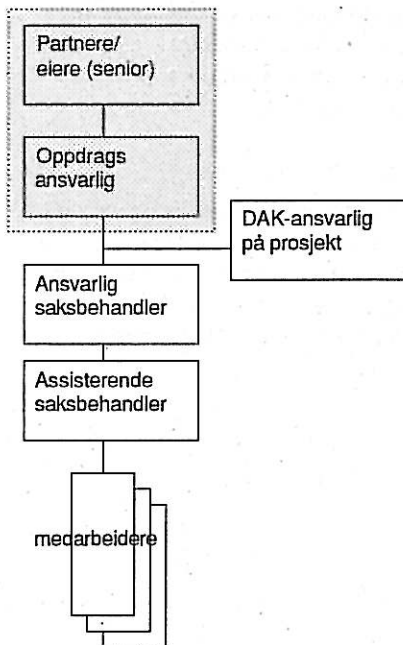 Partnere/
eiere (senior)
Oppdrags
ansvarlig
DAK-ansvarlig
på prosjekt
Ansvarlig
saksbehandler
Assisterende
saksbehandler
medarbeidere